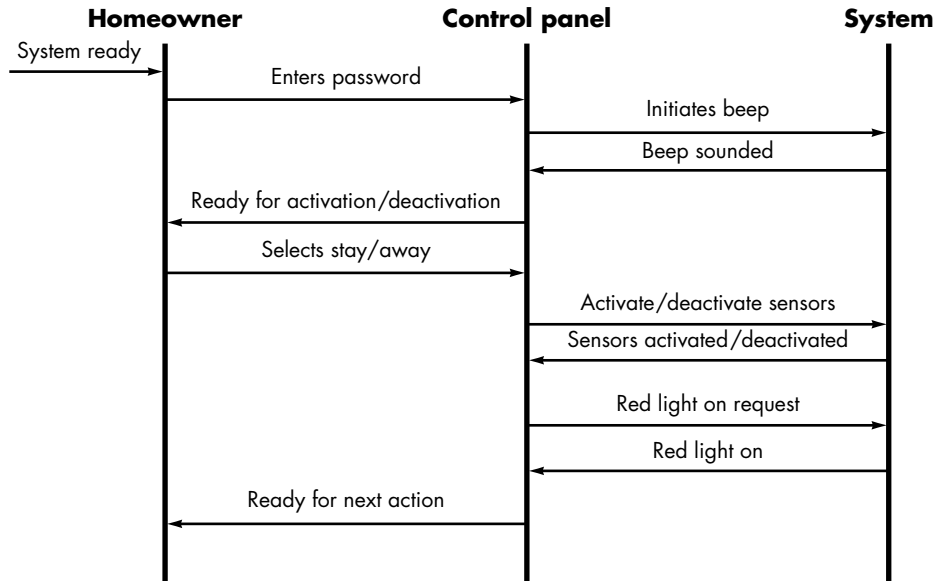 Homeowner
Control panel
System
System ready
Enters password
Initiates beep
Beep sounded
Ready for activation/deactivation
Selects stay/away
Activate/deactivate sensors
Sensors activated/deactivated
Red light on request
Red light on
Ready for next action